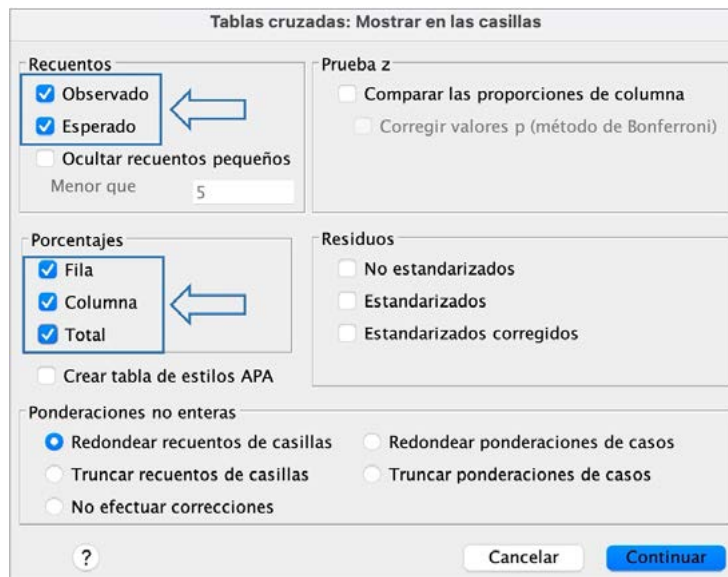 Tablas cruzadas: Mostrar en las casillas
Recuentos
Observado
Esperado
Ocultar recuentos pequeños
Menor que 5
Prueba z
Comparar las proporciones de columna
Corregir valores p (método de Bonferroni)
Porcentajes
Fila
Columna
Total
Crear tabla de estilos APA
Residuos
No estandarizados
Estandarizados
Estandarizados corregidos
Ponderaciones no enteras
Redondear recuentos de casillas Redondear ponderaciones de casos
Truncar recuentos de casillas Truncar ponderaciones de casos
No efectuar correcciones
? Cancelar Continuar